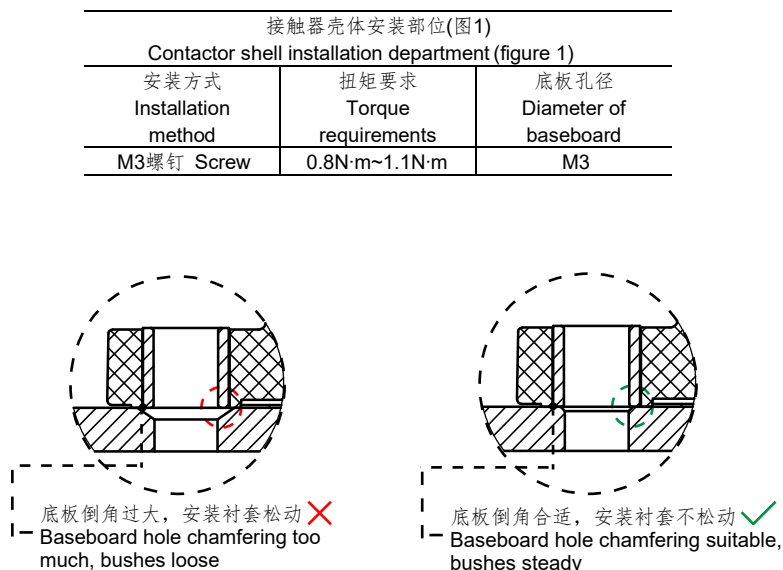 接触器壳体安装部位(图1)
Contactor shell installation department (figure 1)
安装方式
Installation
method
扭矩要求
Torque
requirements
底板孔径
Diameter of
baseboard
M3螺钉 Screw
0.8N·m~1.1N·m
M3
底板倒角过大，安装衬套松动
Baseboard hole chamfering too
much, bushes loose
底板倒角合适，安装衬套不松动
Baseboard hole chamfering suitable,
bushes steady